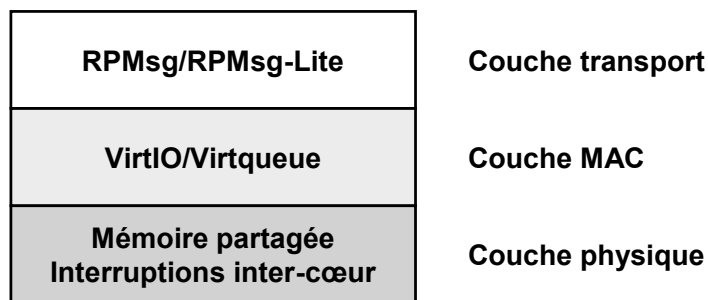 RPMsg/RPMsg-Lite
Couche transport
VirtIO/Virtqueue
Couche MAC
Mémoire partagée
Interruptions inter-cœur
Couche physique